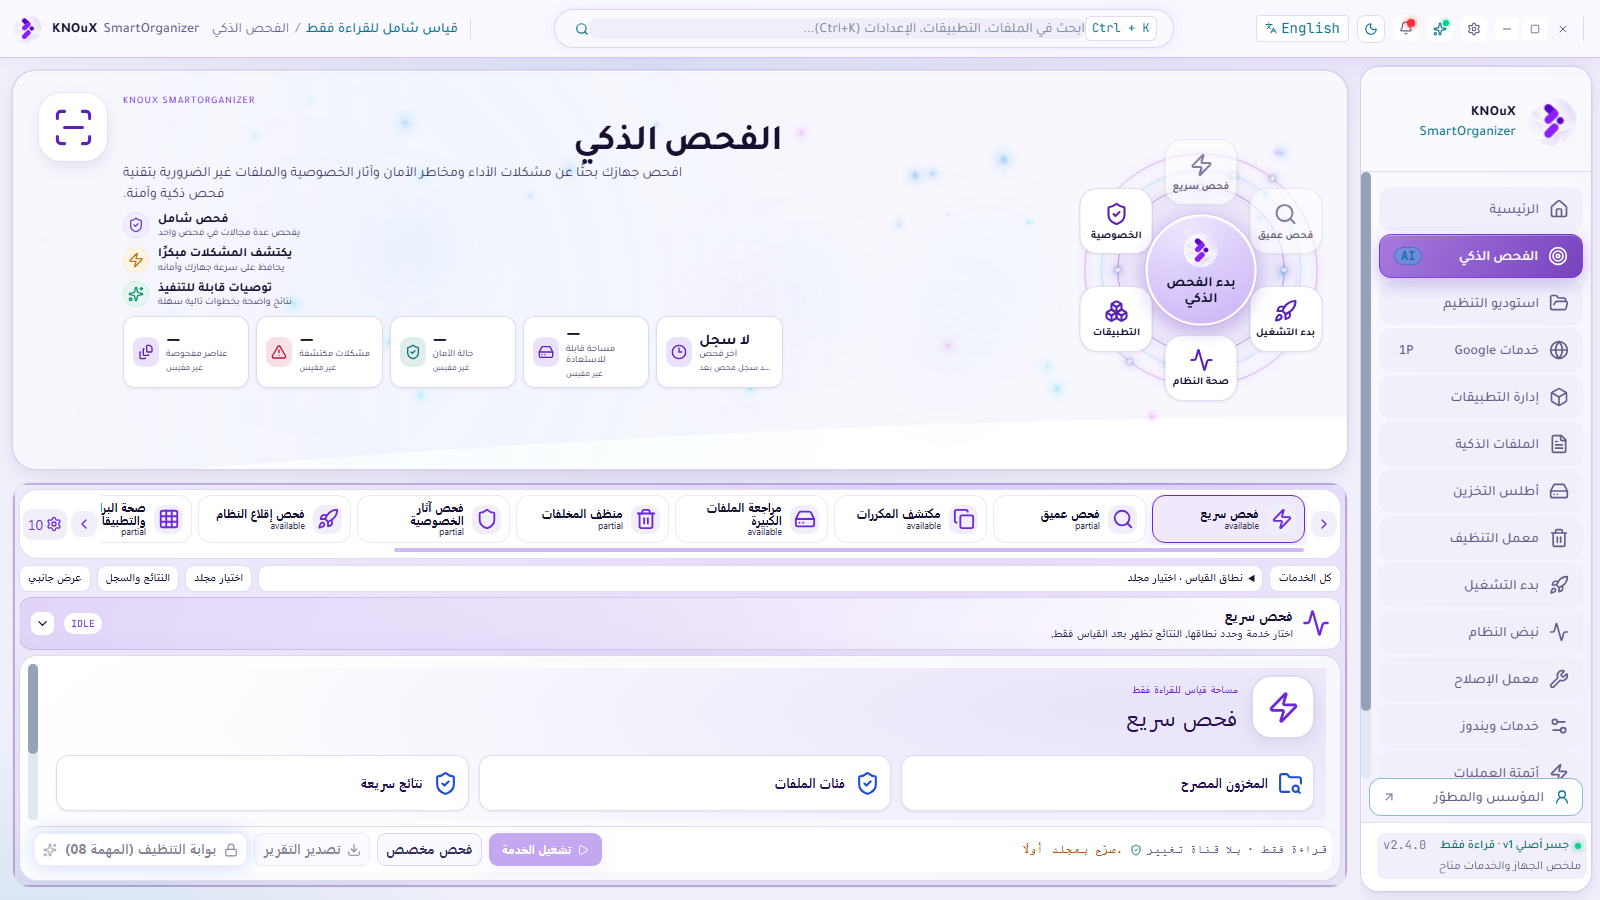 KNOuX SmartOrganizer الفحص الذكي / قياس شامل للقراءة فقط
ابحث في الملفات، التطبيقات، الإعدادات (Ctrl+K)... Ctrl + K
English
KNOuX
SmartOrganizer
الرئيسية
الفحص الذكي AI
استوديو التنظيم
خدمات Google 1P
إدارة التطبيقات
الملفات الذكية
أطلس التخزين
معمل التنظيف
بدء التشغيل
نبض النظام
معمل الإصلاح
خدمات ويندوز
أتمتة العمليات
المؤسس والمطوّر
جسر أصلي v1 · قراءة فقط v2.4.0
ملخص الجهاز والخدمات متاح
KNOUX SMARTORGANIZER
الفحص الذكي
افحص جهازك بحثًا عن مشكلات الأداء ومخاطر الأمان وآثار الخصوصية والملفات غير الضرورية بتقنية
فحص ذكية وآمنة.
فحص شامل
يفحص عدة مجالات في فحص واحد
يكتشف المشكلات مبكرًا
يحافظ على سرعة جهازك وأمانه
توصيات قابلة للتنفيذ
نتائج واضحة بخطوات تالية سهلة
لا سجل
آخر فحص
—
مساحة قابلة
للاستعادة
غير مقيس
—
حالة الأمان
غير مقيس
—
مشكلات مكتشفة
غير مقيس
—
عناصر مفحوصة
غير مقيس
فحص سريع
فحص عميق
بدء التشغيل
صحة النظام
التطبيقات
الخصوصية
بدء الفحص
الذكي
فحص سريع
available
فحص عميق
partial
مكتشف المكررات
available
مراجعة الملفات
الكبيرة
available
منظف المخلفات
partial
فحص آثار
الخصوصية
partial
فحص إقلاع النظام
available
صحة البرا
والتطبيقا
partial
10
كل الخدمات
◀ نطاق القياس · اختيار مجلد
اختيار مجلد
النتائج والسجل
عرض جانبي
فحص سريع
اختار خدمة وحدد نطاقها، النتائج تظهر بعد القياس فقط.
IDLE
مساحة قياس للقراءة فقط
فحص سريع
المخزون المصرح
فئات الملفات
نتائج سريعة
قراءة فقط · بلا قناة تغيير
صرّح بمجلد أولًا.
تشغيل الخدمة
فحص مخصص
تصدير التقرير
بوابة التنظيف (المهمة 08)